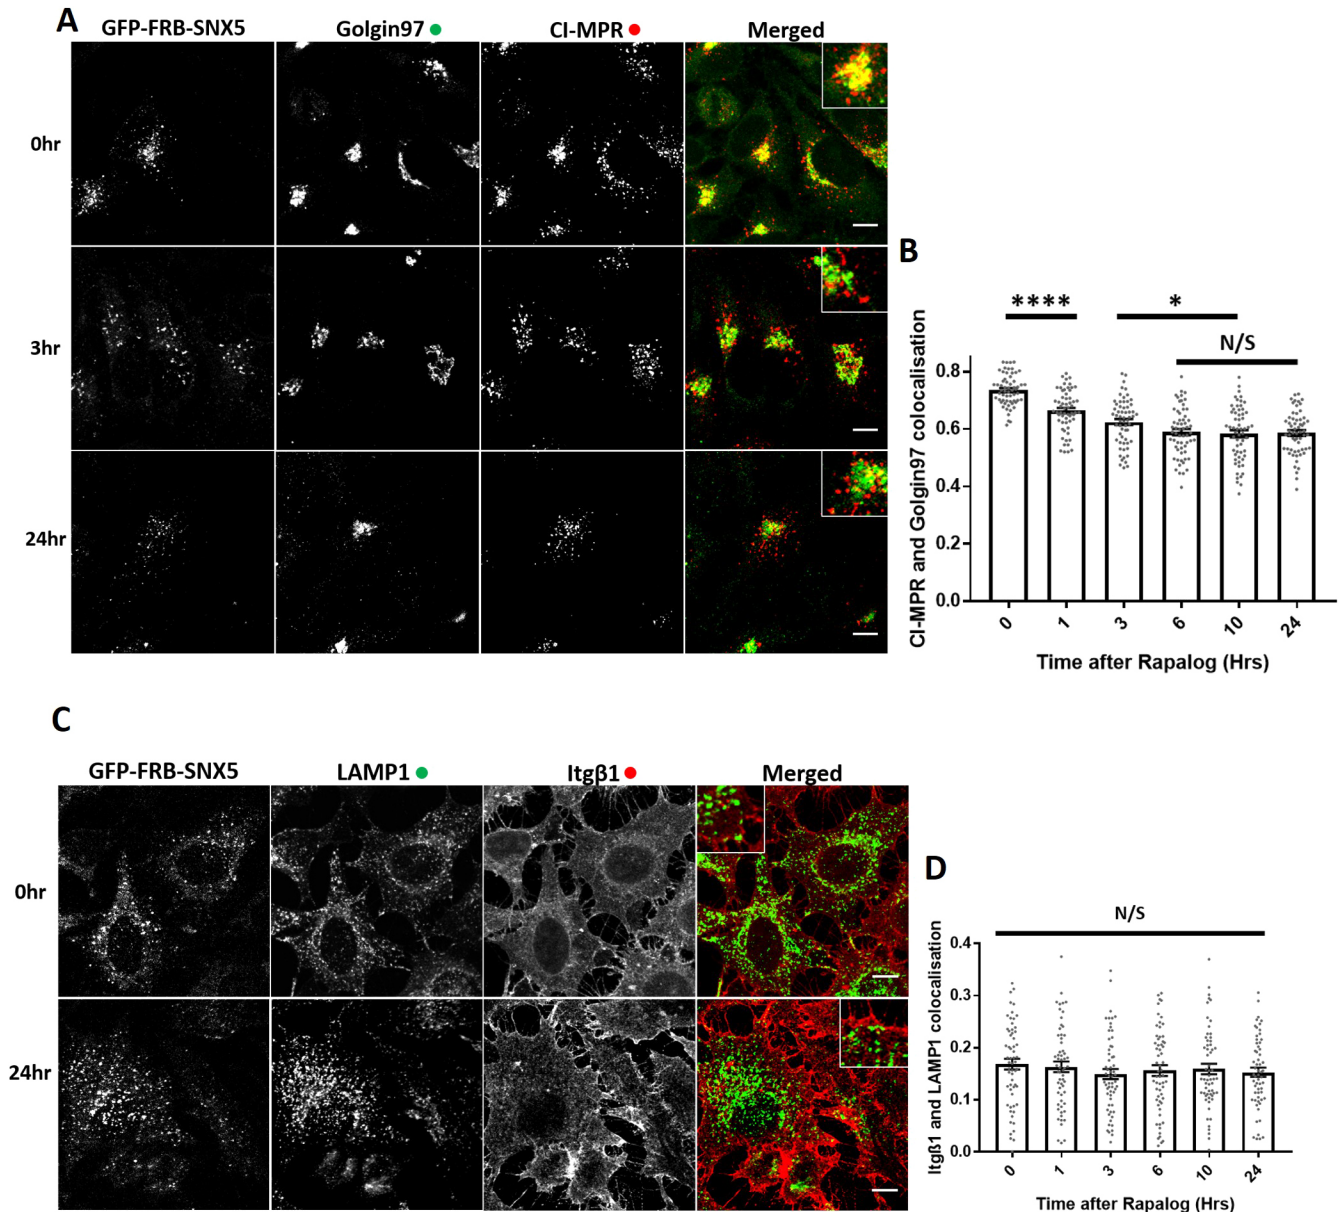 A
GFP-FRB-SNX5 Golgin97 CI-MPR Merged
0hr
3hr
24hr
B
CI-MPR and Golgin97 colocalisation
****
*
N/S
0.8
0.6
0.4
0.2
0.0
0 1 3 6 10 24
Time after Rapalog (Hrs)
C
GFP-FRB-SNX5 LAMP1 Itgβ1 Merged
0hr
24hr
D
Itgβ1 and LAMP1 colocalisation
N/S
0.4
0.3
0.2
0.1
0.0
0 1 3 6 10 24
Time after Rapalog (Hrs)